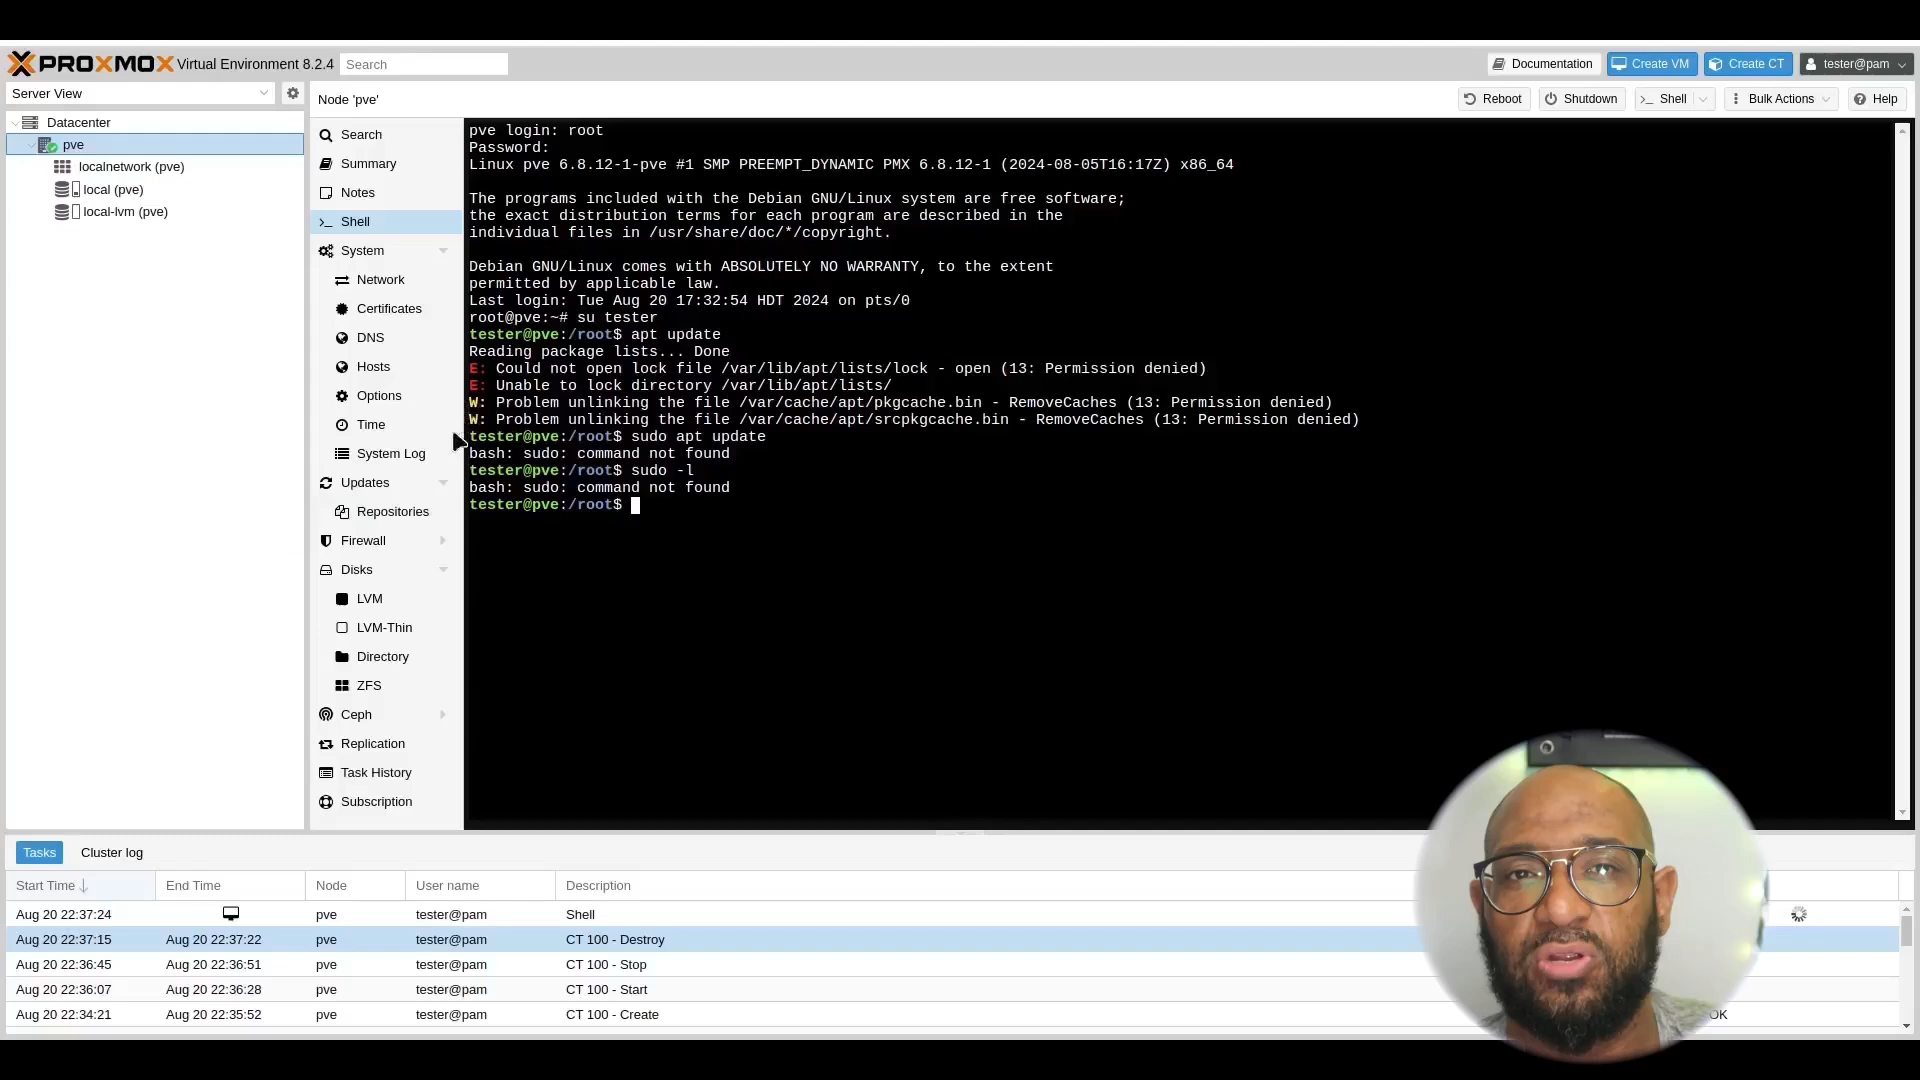 PROXMOX Virtual Environment 8.2.4 Search Documentation Create VM Create CT tester@pam
Server View
Node 'pve' Reboot Shutdown Shell Bulk Actions Help
Datacenter
pve
localnetwork (pve)
local (pve)
local-lvm (pve)
Search
Summary
Notes
Shell
System
Network
Certificates
DNS
Hosts
Options
Time
System Log
Updates
Repositories
Firewall
Disks
LVM
LVM-Thin
Directory
ZFS
Ceph
Replication
Task History
Subscription
pve login: root
Password:
Linux pve 6.8.12-1-pve #1 SMP PREEMPT_DYNAMIC PMX 6.8.12-1 (2024-08-05T16:17Z) x86_64
The programs included with the Debian GNU/Linux system are free software;
the exact distribution terms for each program are described in the
individual files in /usr/share/doc/*/copyright.
Debian GNU/Linux comes with ABSOLUTELY NO WARRANTY, to the extent
permitted by applicable law.
Last login: Tue Aug 20 17:32:54 HDT 2024 on pts/0
root@pve:~# su tester
tester@pve:/root$ apt update
Reading package lists... Done
E: Could not open lock file /var/lib/apt/lists/lock - open (13: Permission denied)
E: Unable to lock directory /var/lib/apt/lists/
W: Problem unlinking the file /var/cache/apt/pkgcache.bin - RemoveCaches (13: Permission denied)
W: Problem unlinking the file /var/cache/apt/srcpkgcache.bin - RemoveCaches (13: Permission denied)
tester@pve:/root$ sudo apt update
bash: sudo: command not found
tester@pve:/root$ sudo -l
bash: sudo: command not found
tester@pve:/root$
Tasks Cluster log
Start Time End Time Node User name Description
Aug 20 22:37:24 pve tester@pam Shell
Aug 20 22:37:15 Aug 20 22:37:22 pve tester@pam CT 100 - Destroy
Aug 20 22:36:45 Aug 20 22:36:51 pve tester@pam CT 100 - Stop
Aug 20 22:36:07 Aug 20 22:36:28 pve tester@pam CT 100 - Start
Aug 20 22:34:21 Aug 20 22:35:52 pve tester@pam CT 100 - Create OK